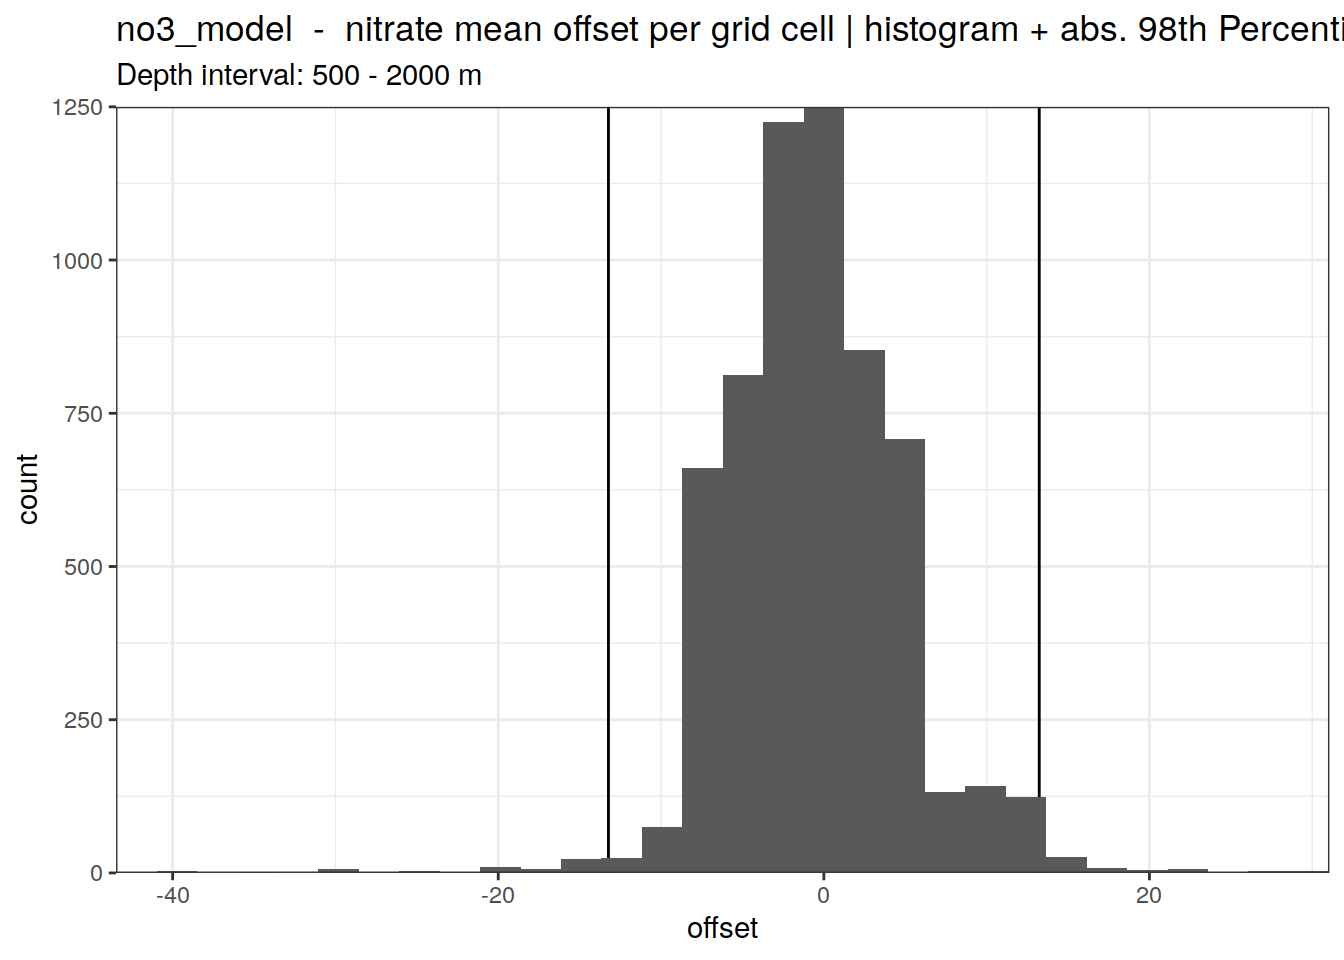 no3_model  -  nitrate mean offset per grid cell | histogram + abs. 98th Percenti
Depth interval: 500 - 2000 m
1250
1000
750
500
250
0
count
-40
-20
0
20
offset